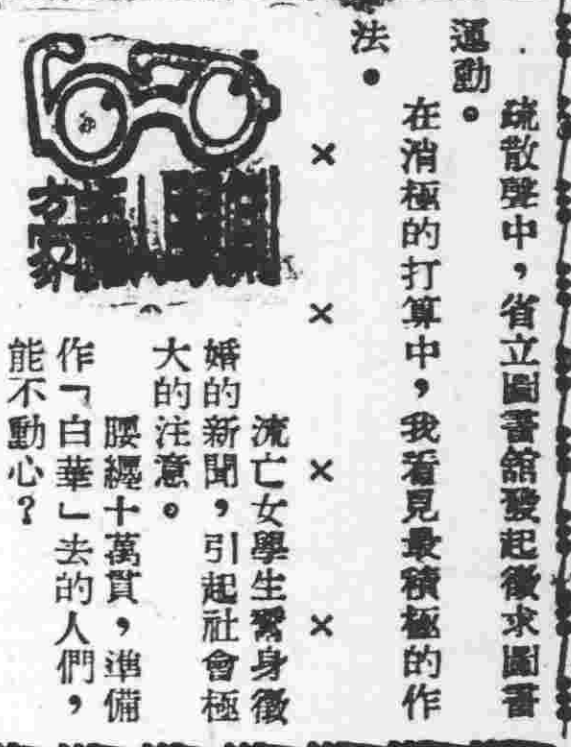 疏散聲中，省立圖書館發起徵求圖書
運動。
在消極的打算中，我看見最積極的作
法。
× × × ×
流亡女學生鬻身徵
婚的新聞，引起社會極
大的注意。
腰纏十萬貫，準備
作「白華」去的人們，
能不動心？